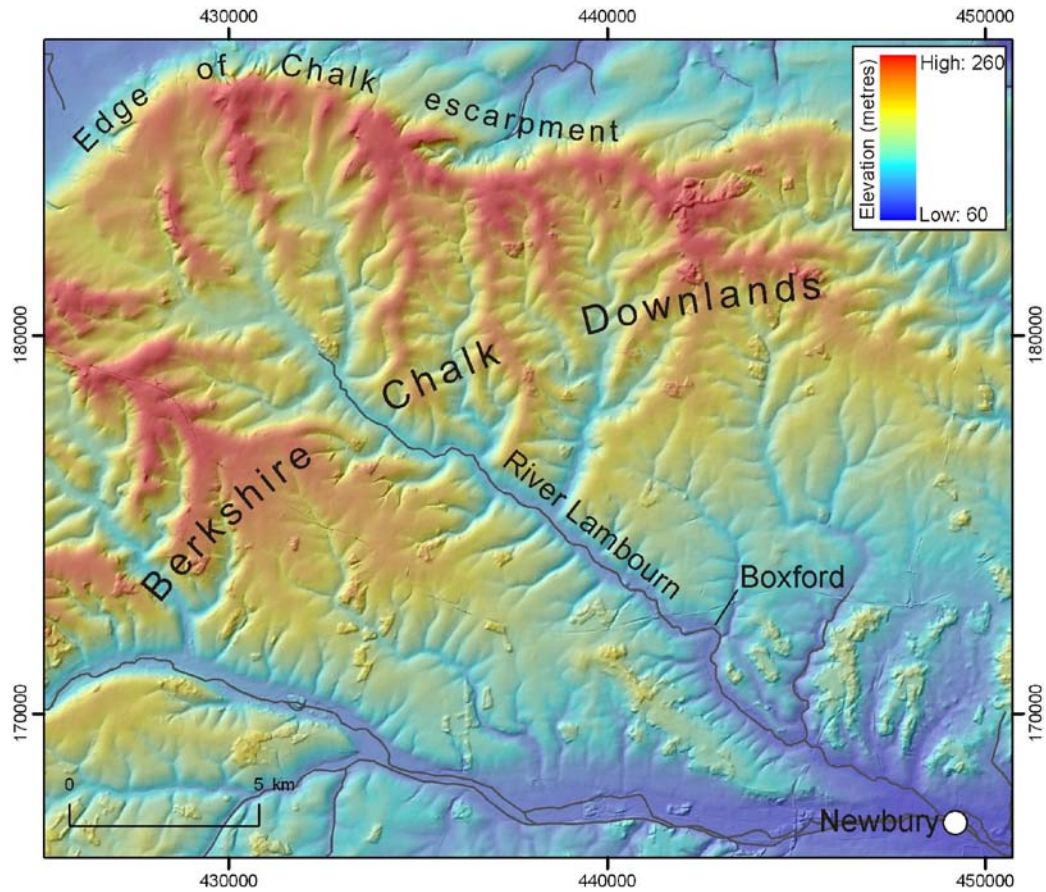 430000
440000
450000
Edge of Chalk escarpment
Elevation (metres)
High: 260
Low: 60
180000
180000
Downlands
Chalk
Berkshire
River Lambourn
Boxford
170000
170000
0
5 km
Newbury
430000
440000
450000